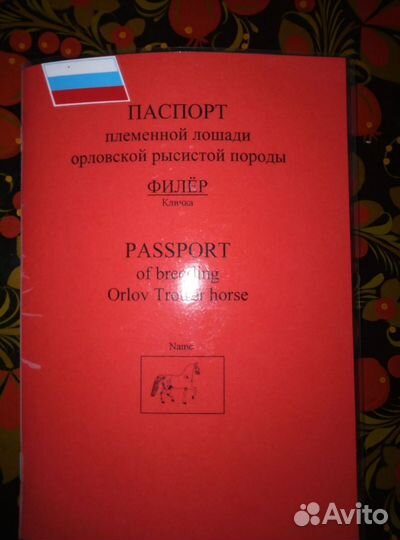 ПАСПОРТ
племенной лошади
орловской рысистой породы
ФИЛЁР
Кличка
PASSPORT
of breeding
Orlov Trotter horse
Name
Avito